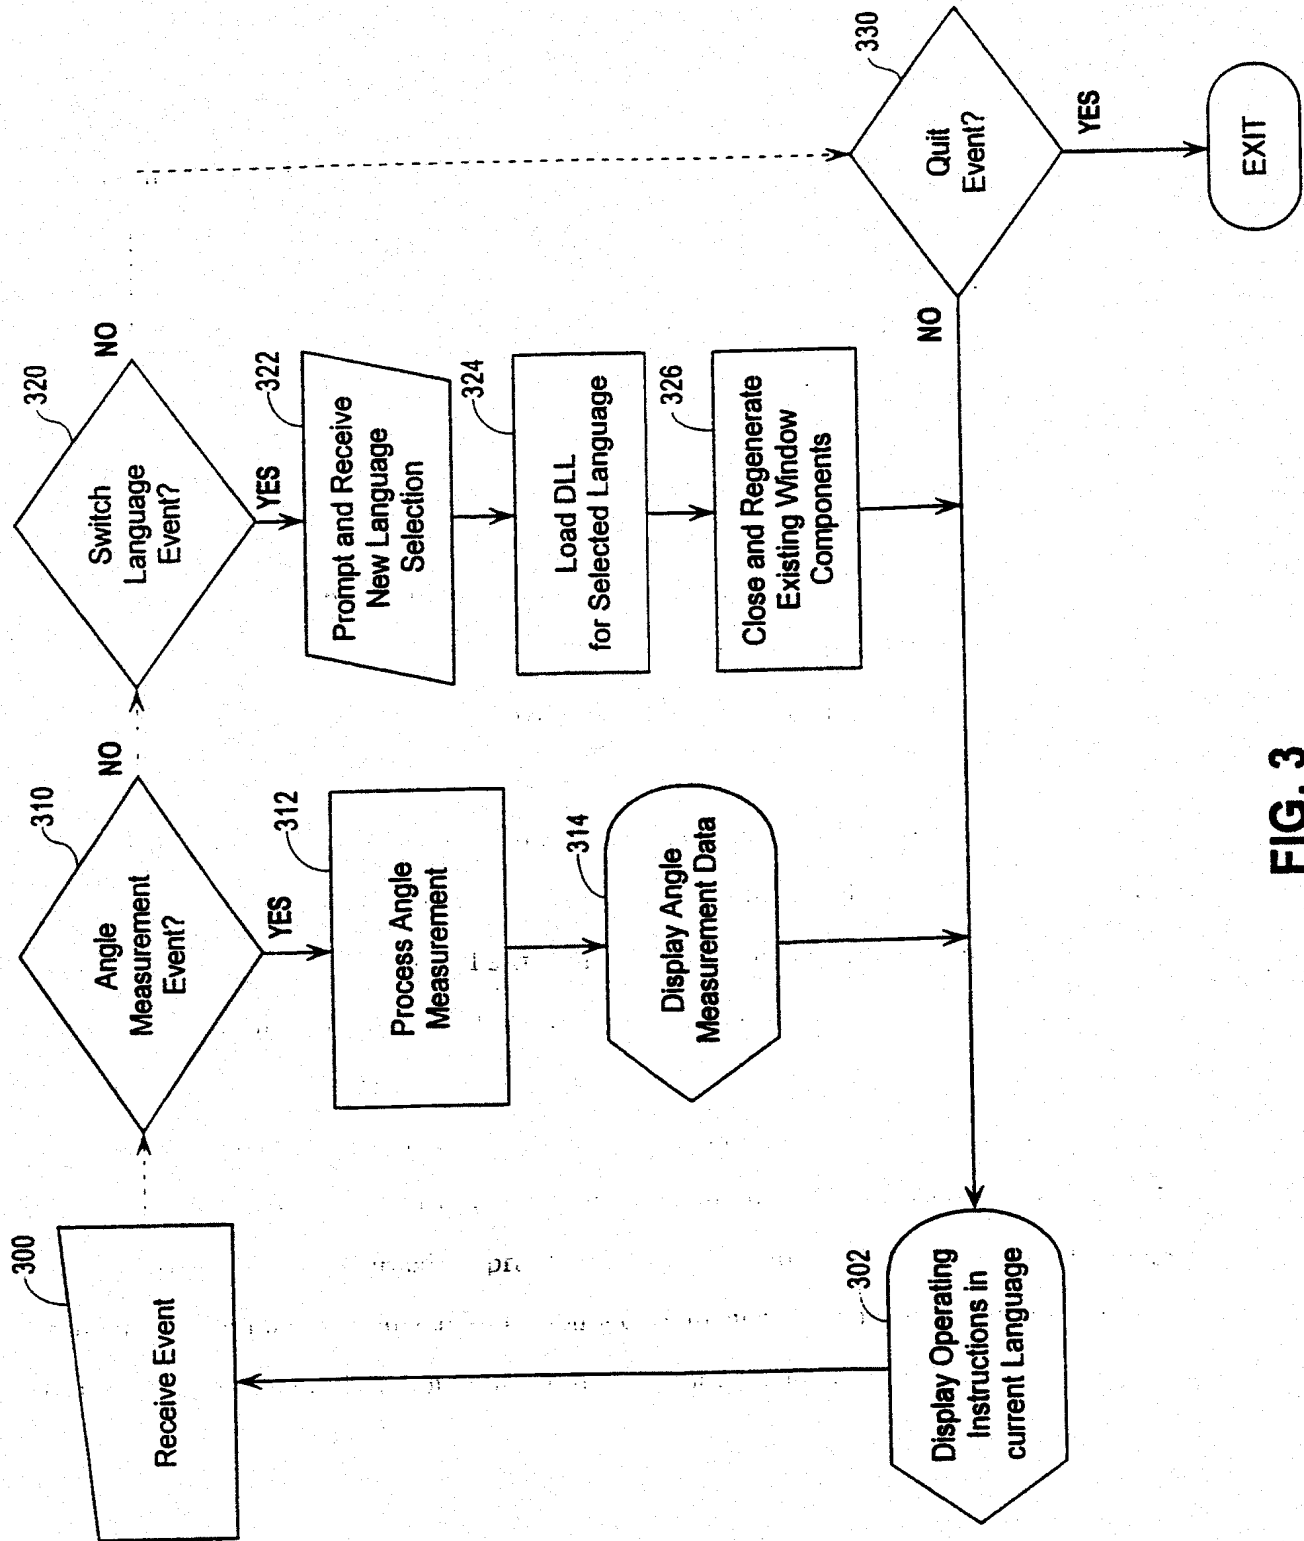 300
Receive Event
310
Angle
Measurement
Event?
NO
YES
312
Process Angle
Measurement
314
Display Angle
Measurement Data
320
Switch
Language
Event?
NO
YES
322
Prompt and Receive
New Language
Selection
324
Load DLL
for Selected Language
326
Close and Regenerate
Existing Window
Components
330
Quit
Event?
NO
YES
EXIT
302
Display Operating
Instructions in
current Language
FIG. 3